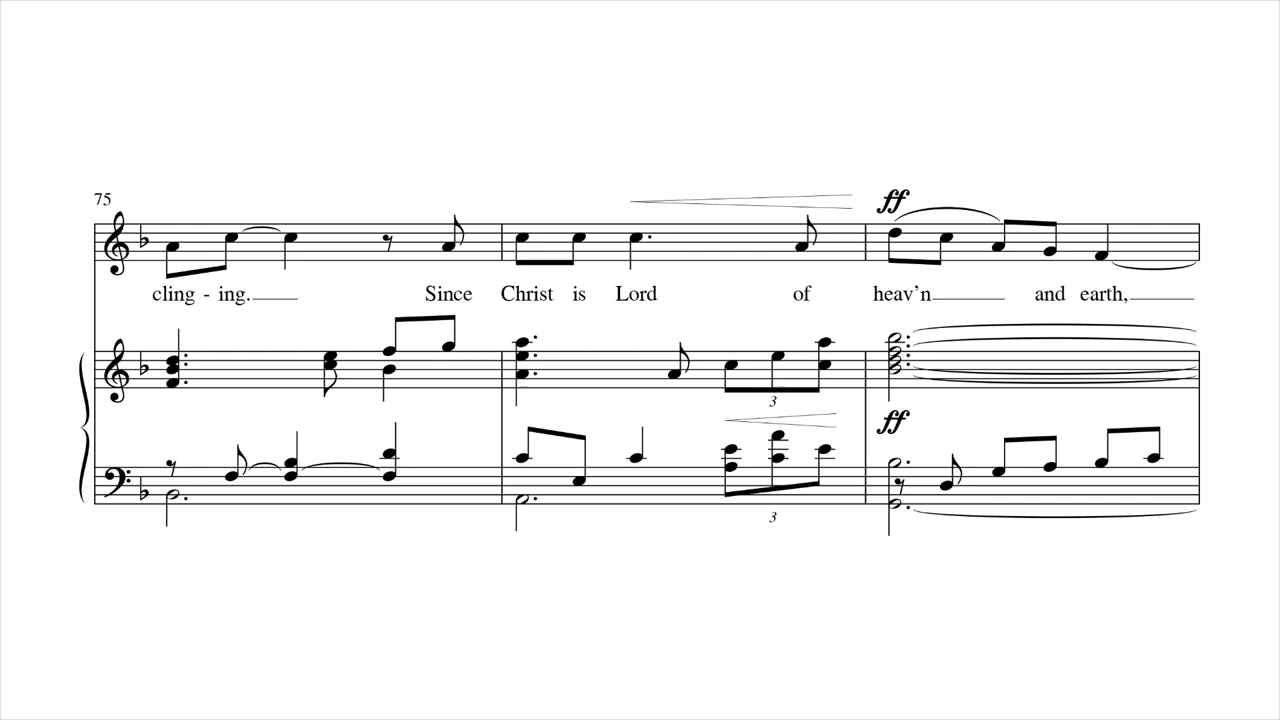 75
ff
cling - ing. Since Christ is Lord of heav'n and earth,
3
ff
3